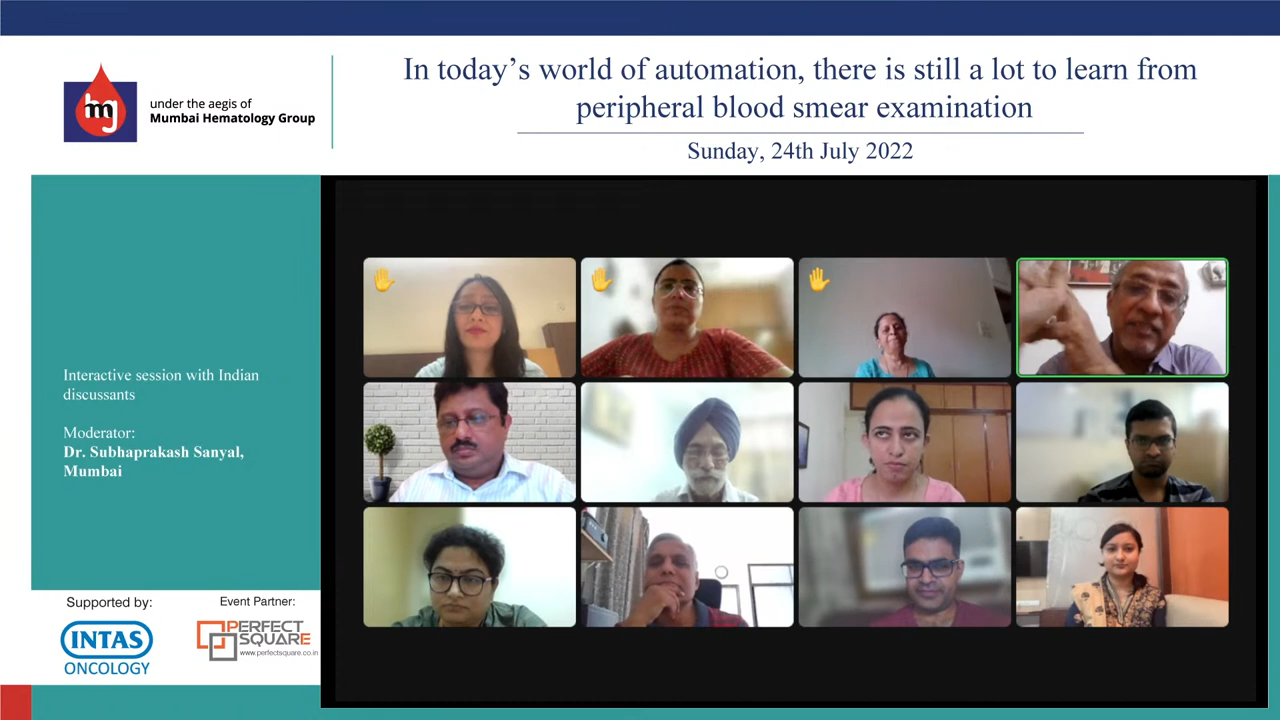 In today's world of automation, there is still a lot to learn from
peripheral blood smear examination
Sunday, 24th July 2022
hmg
under the aegis of
Mumbai Hematology Group
Interactive session with Indian
discussants
Moderator:
Dr. Subhaprakash Sanyal,
Mumbai
Supported by:
INTAS
ONCOLOGY
Event Partner:
PERFECT
SQUARE
www.perfectsquare.co.in